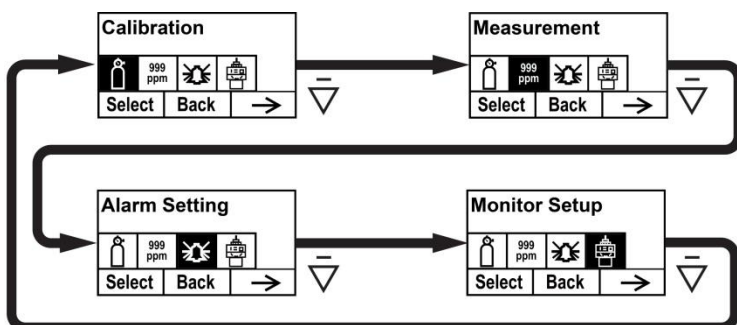 Calibration
999
ppm
Select Back →
Measurement
999
ppm
Select Back →
Alarm Setting
999
ppm
Select Back →
Monitor Setup
999
ppm
Select Back →